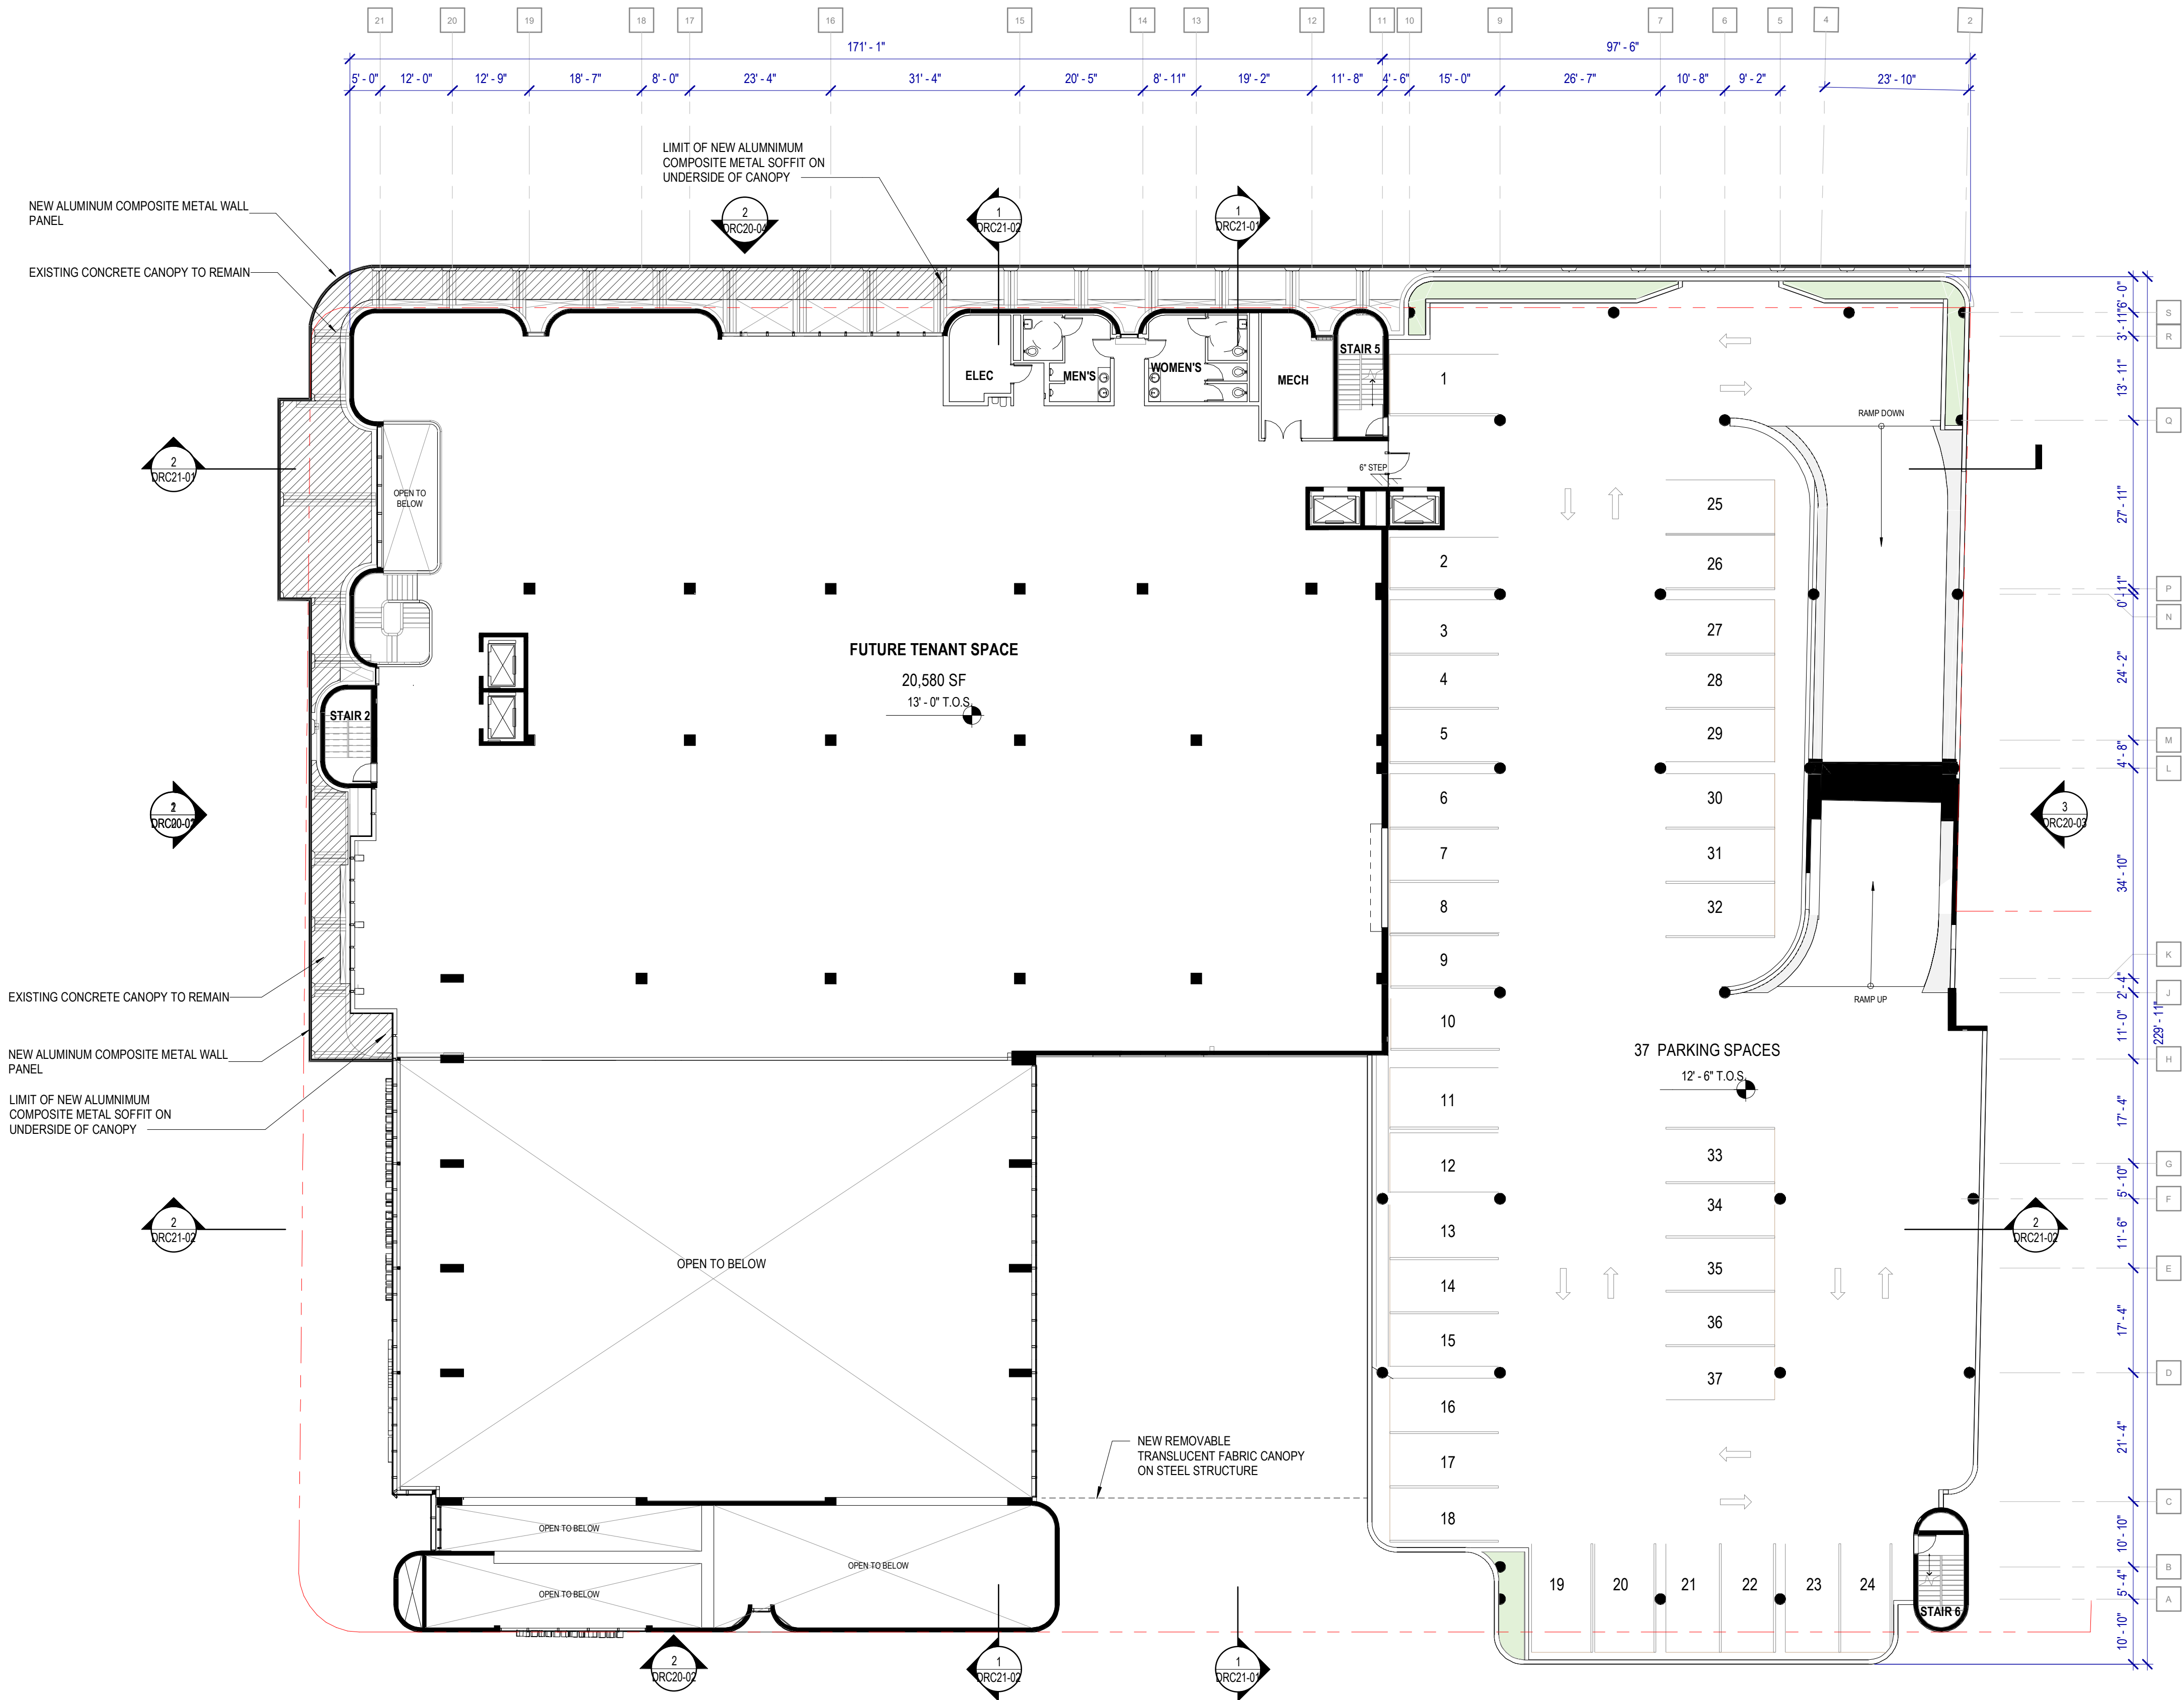 21
20
19
18
17
16
15
14
13
12
11
10
9
7
6
5
4
2
171' - 1"
97' - 6"
5' - 0"
12' - 0"
12' - 9"
18' - 7"
8' - 0"
23' - 4"
31' - 4"
20' - 5"
8' - 11"
19' - 2"
11' - 8"
4' - 6"
15' - 0"
26' - 7"
10' - 8"
9' - 2"
23' - 10"
LIMIT OF NEW ALUMNIMUM
COMPOSITE METAL SOFFIT ON
UNDERSIDE OF CANOPY
NEW ALUMINUM COMPOSITE METAL WALL
PANEL
EXISTING CONCRETE CANOPY TO REMAIN
2
DRC20-04
1
DRC21-02
1
DRC21-01
ELEC
MEN'S
WOMEN'S
MECH
STAIR 5
6" STEP
2
DRC21-01
OPEN TO
BELOW
STAIR 2
2
FUTURE TENANT SPACE
20,580 SF
13' - 0" T.O.S.
1
2
3
4
5
6
7
8
9
10
11
12
13
14
15
16
17
18
19
20
21
22
23
24
25
26
27
28
29
30
31
32
33
34
35
36
37
RAMP DOWN
RAMP UP
37 PARKING SPACES
12' - 6" T.O.S.
3
DRC20-03
EXISTING CONCRETE CANOPY TO REMAIN
NEW ALUMINUM COMPOSITE METAL WALL
PANEL
LIMIT OF NEW ALUMNIMUM
COMPOSITE METAL SOFFIT ON
UNDERSIDE OF CANOPY
2
DRC21-02
OPEN TO BELOW
2
DRC21-02
NEW REMOVABLE
TRANSLUCENT FABRIC CANOPY
ON STEEL STRUCTURE
OPEN TO BELOW
OPEN TO BELOW
OPEN TO BELOW
STAIR 6
2
DRC20-02
1
DRC21-02
1
DRC21-01
6' - 0"
3' - 11"
13' - 11"
27' - 11"
0' - 11"
24' - 2"
4' - 8"
34' - 10"
2' - 4"
11' - 0"
17' - 4"
5' - 10"
11' - 6"
17' - 4"
21' - 4"
10' - 10"
5' - 4"
10' - 10"
229' - 11"
S
R
Q
P
N
M
L
K
J
H
G
F
E
D
C
B
A